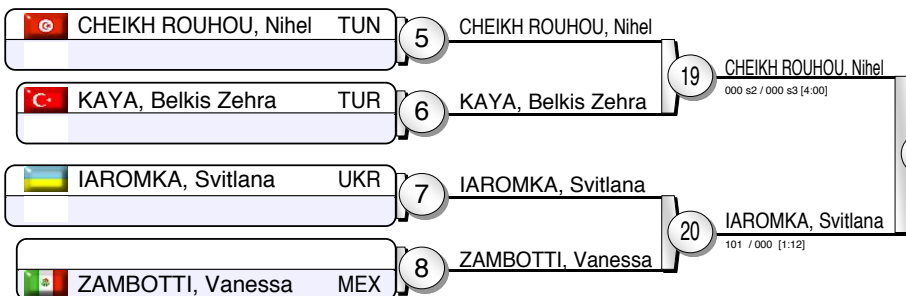 CHEIKH ROUHOU, Nihel TUN
5
CHEIKH ROUHOU, Nihel
KAYA, Belkis Zehra TUR
6
KAYA, Belkis Zehra
19
CHEIKH ROUHOU, Nihel
000 s2 / 000 s3 [4:00]
IAROMKA, Svitlana UKR
7
IAROMKA, Svitlana
ZAMBOTTI, Vanessa MEX
8
ZAMBOTTI, Vanessa
20
IAROMKA, Svitlana
101 / 000 [1:12]